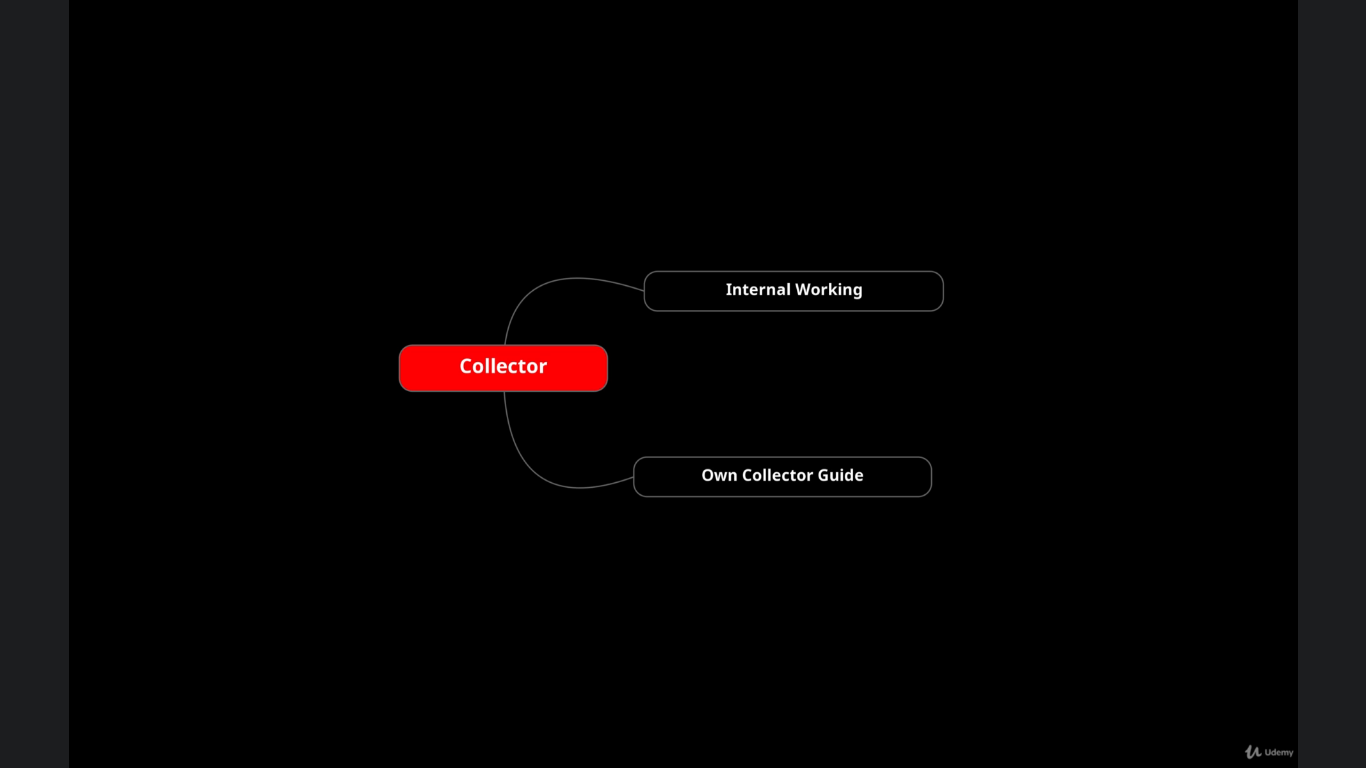 Internal Working
Collector
Own Collector Guide
Udemy